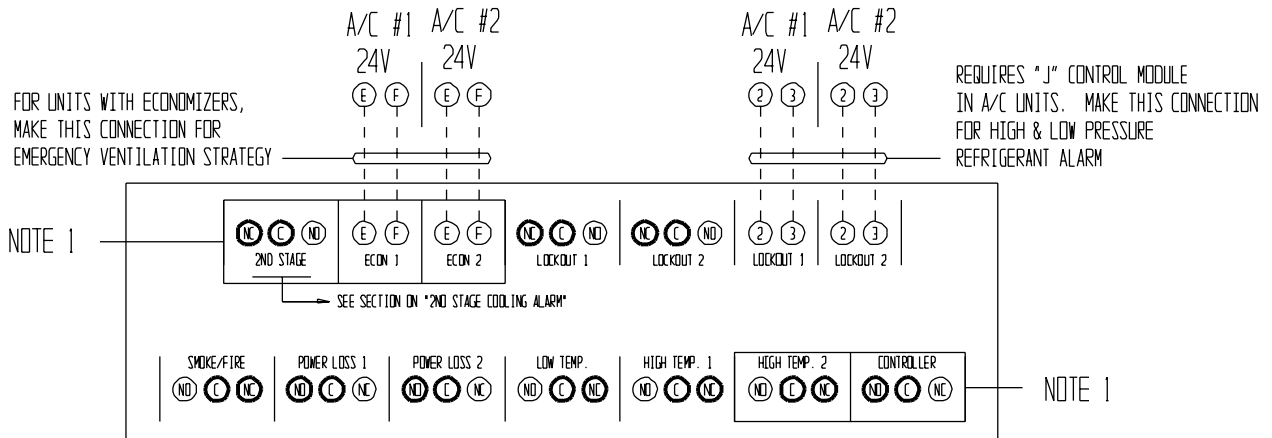 A/C #1 A/C #2 A/C #1 A/C #2
24V 24V 24V 24V
E F E F 2 3 2 3
FOR UNITS WITH ECONOMIZERS,
MAKE THIS CONNECTION FOR
EMERGENCY VENTILATION STRATEGY
REQUIRES "J" CONTROL MODULE
IN A/C UNITS. MAKE THIS CONNECTION
FOR HIGH & LOW PRESSURE
REFRIGERANT ALARM
NOTE 1
NC C NO E F E F NC C NO NC C NO 2 3 2 3
2ND STAGE ECON 1 ECON 2 LOCKOUT 1 LOCKOUT 2 LOCKOUT 1 LOCKOUT 2
SEE SECTION ON "2ND STAGE COOLING ALARM"
SMOKE/FIRE POWER LOSS 1 POWER LOSS 2 LOW TEMP. HIGH TEMP. 1 HIGH TEMP. 2 CONTROLLER
NO C NC NO C NC NO C NC NO C NC NO C NC NO C NC NO C NC
NOTE 1